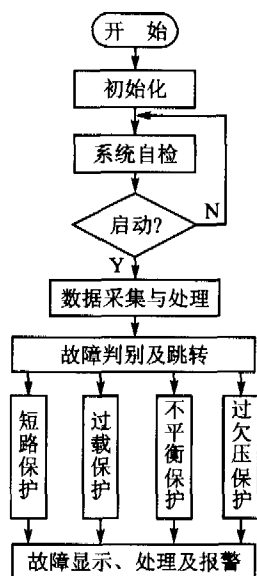 开 始
初始化
系统自检
启动?
N
Y
数据采集与处理
故障判别及跳转
短路保护
过载保护
不平衡保护
过欠压保护
故障显示、处理及报警